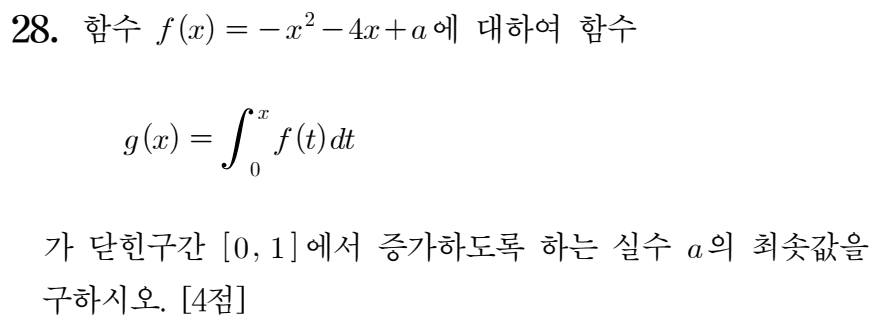 28. 함수 f(x) = −x² − 4x + a에 대하여 함수
g(x) = ∫₀ˣ f(t)dt
가 닫힌구간 [0, 1]에서 증가하도록 하는 실수 a의 최솟값을
구하시오. [4점]